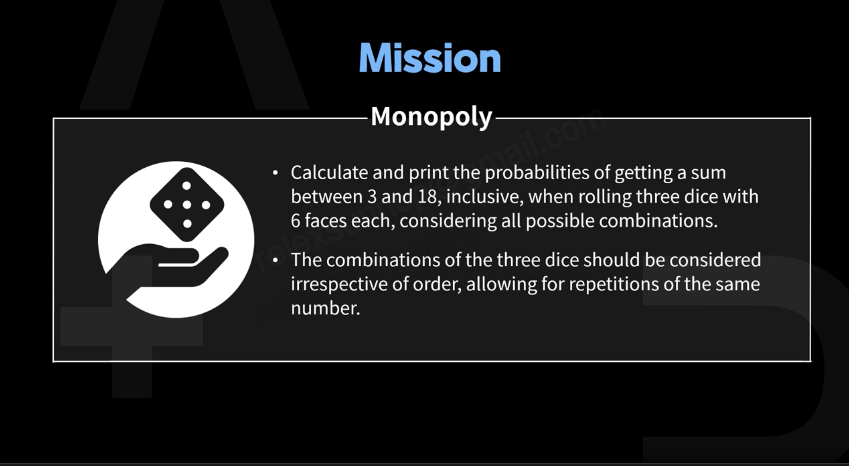 Mission
Monopoly
• Calculate and print the probabilities of getting a sum
between 3 and 18, inclusive, when rolling three dice with
6 faces each, considering all possible combinations.
• The combinations of the three dice should be considered
irrespective of order, allowing for repetitions of the same
number.